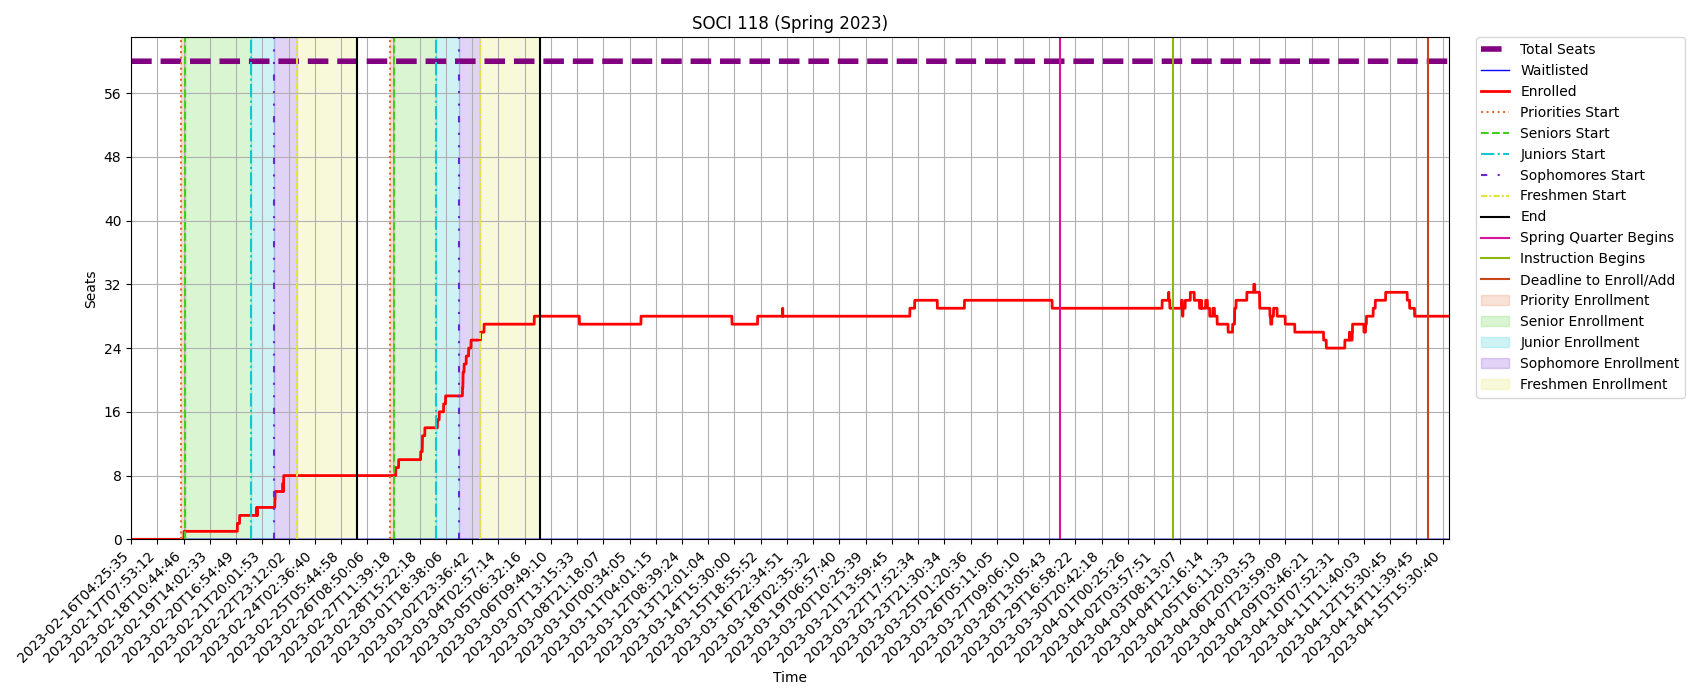 SOCI 118 (Spring 2023)
Seats
56
48
40
32
24
16
8
0
2023-02-16T04:25:35
2023-02-17T07:53:12
2023-02-18T10:44:46
2023-02-19T14:02:33
2023-02-20T16:54:49
2023-02-21T20:01:53
2023-02-22T23:12:02
2023-02-24T02:36:40
2023-02-25T05:44:58
2023-02-26T08:50:06
2023-02-27T11:39:18
2023-02-28T15:22:18
2023-03-01T18:38:06
2023-03-02T23:36:42
2023-03-04T02:57:14
2023-03-05T06:32:16
2023-03-06T09:49:10
2023-03-07T13:15:33
2023-03-08T21:18:07
2023-03-10T00:34:05
2023-03-11T04:01:15
2023-03-12T08:39:24
2023-03-13T12:01:04
2023-03-14T15:30:00
2023-03-15T18:55:52
2023-03-16T22:34:51
2023-03-18T02:35:32
2023-03-19T06:57:40
2023-03-20T10:25:39
2023-03-21T13:59:45
2023-03-22T17:52:34
2023-03-23T21:30:34
2023-03-25T01:20:36
2023-03-26T05:11:05
2023-03-27T09:06:10
2023-03-28T13:05:43
2023-03-29T16:58:22
2023-03-30T20:42:18
2023-04-01T00:25:26
2023-04-02T03:57:51
2023-04-03T08:13:07
2023-04-04T12:16:14
2023-04-05T16:11:33
2023-04-06T20:03:53
2023-04-07T23:59:09
2023-04-09T03:46:21
2023-04-10T07:52:31
2023-04-11T11:40:03
2023-04-12T15:30:45
2023-04-14T11:39:45
2023-04-15T15:30:40
Time
Total Seats
Waitlisted
Enrolled
Priorities Start
Seniors Start
Juniors Start
Sophomores Start
Freshmen Start
End
Spring Quarter Begins
Instruction Begins
Deadline to Enroll/Add
Priority Enrollment
Senior Enrollment
Junior Enrollment
Sophomore Enrollment
Freshmen Enrollment